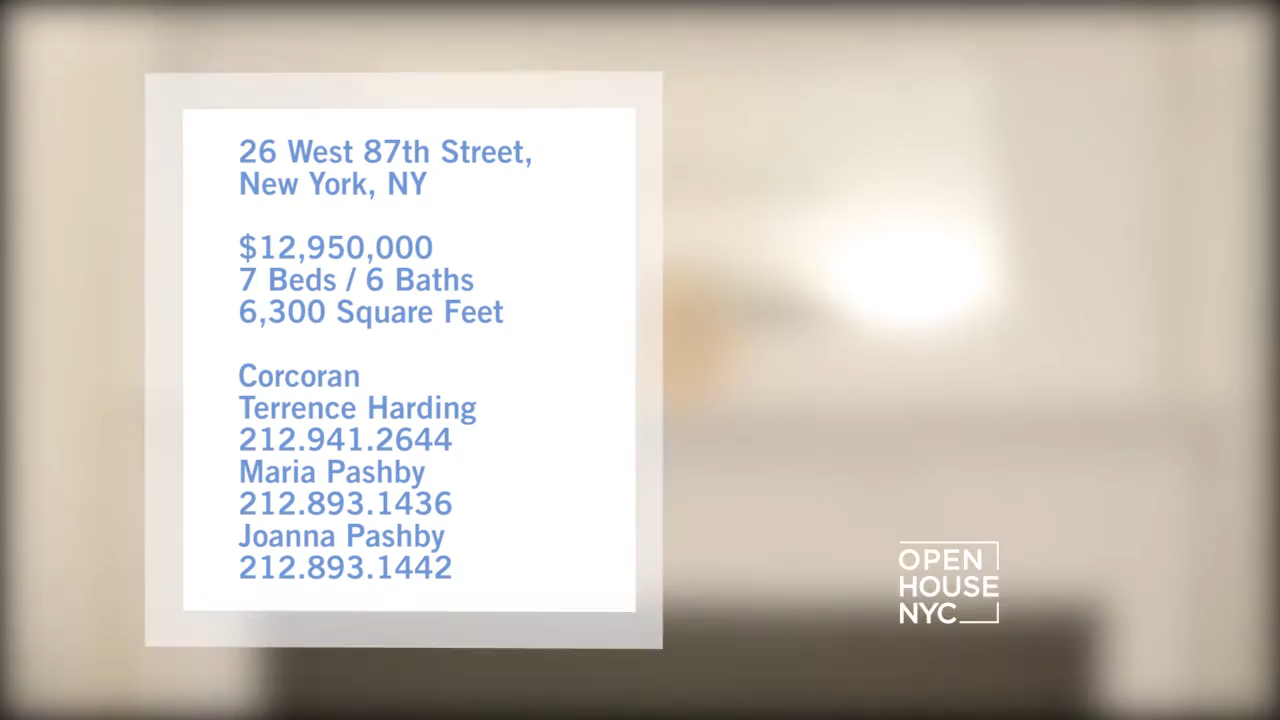 26 West 87th Street,
New York, NY
$12,950,000
7 Beds / 6 Baths
6,300 Square Feet
Corcoran
Terrence Harding
212.941.2644
Maria Pashby
212.893.1436
Joanna Pashby
212.893.1442
OPEN
HOUSE
NYC